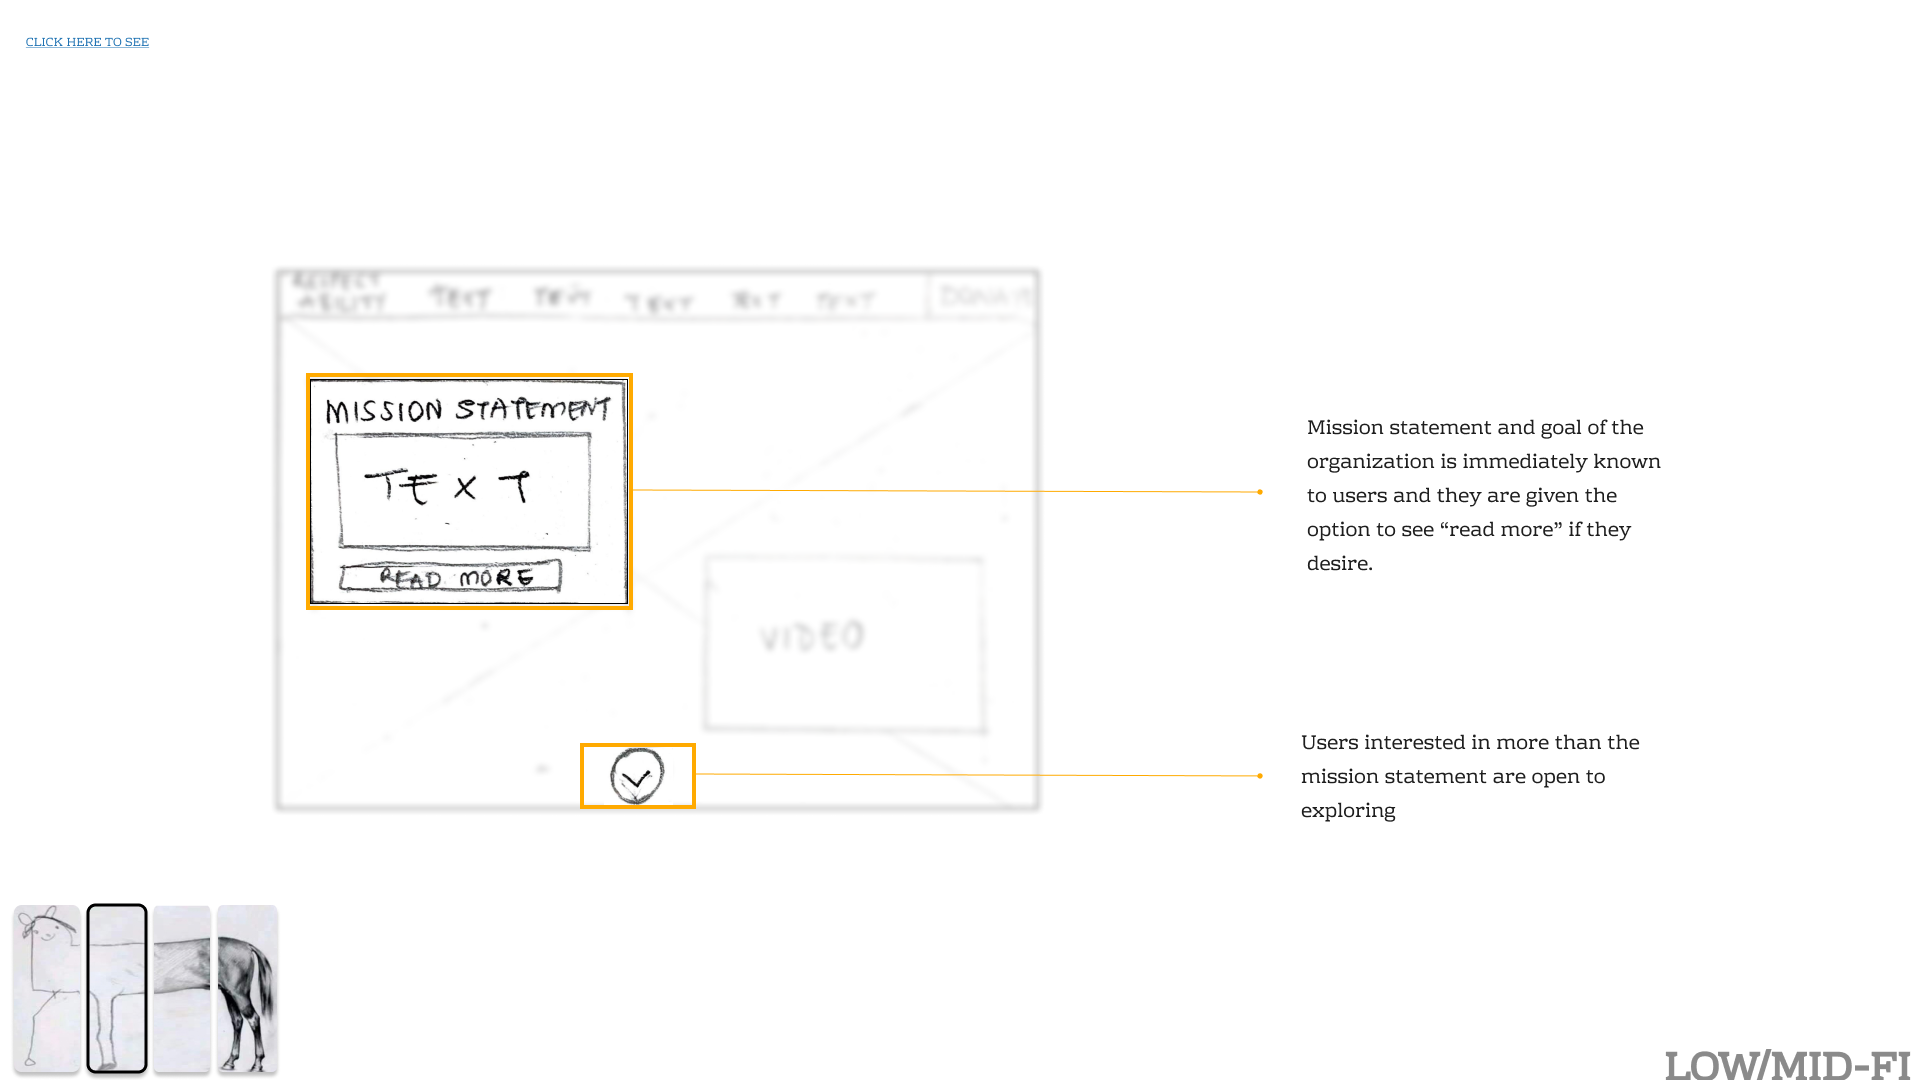 CLICK HERE TO SEE
RESPECT
ABILITY
TEXT TEXT TEXT TEXT TEXT DONATE
MISSION STATEMENT
TEXT
READ MORE
VIDEO
Mission statement and goal of the
organization is immediately known
to users and they are given the
option to see “read more” if they
desire.
Users interested in more than the
mission statement are open to
exploring
LOW/MID-FI